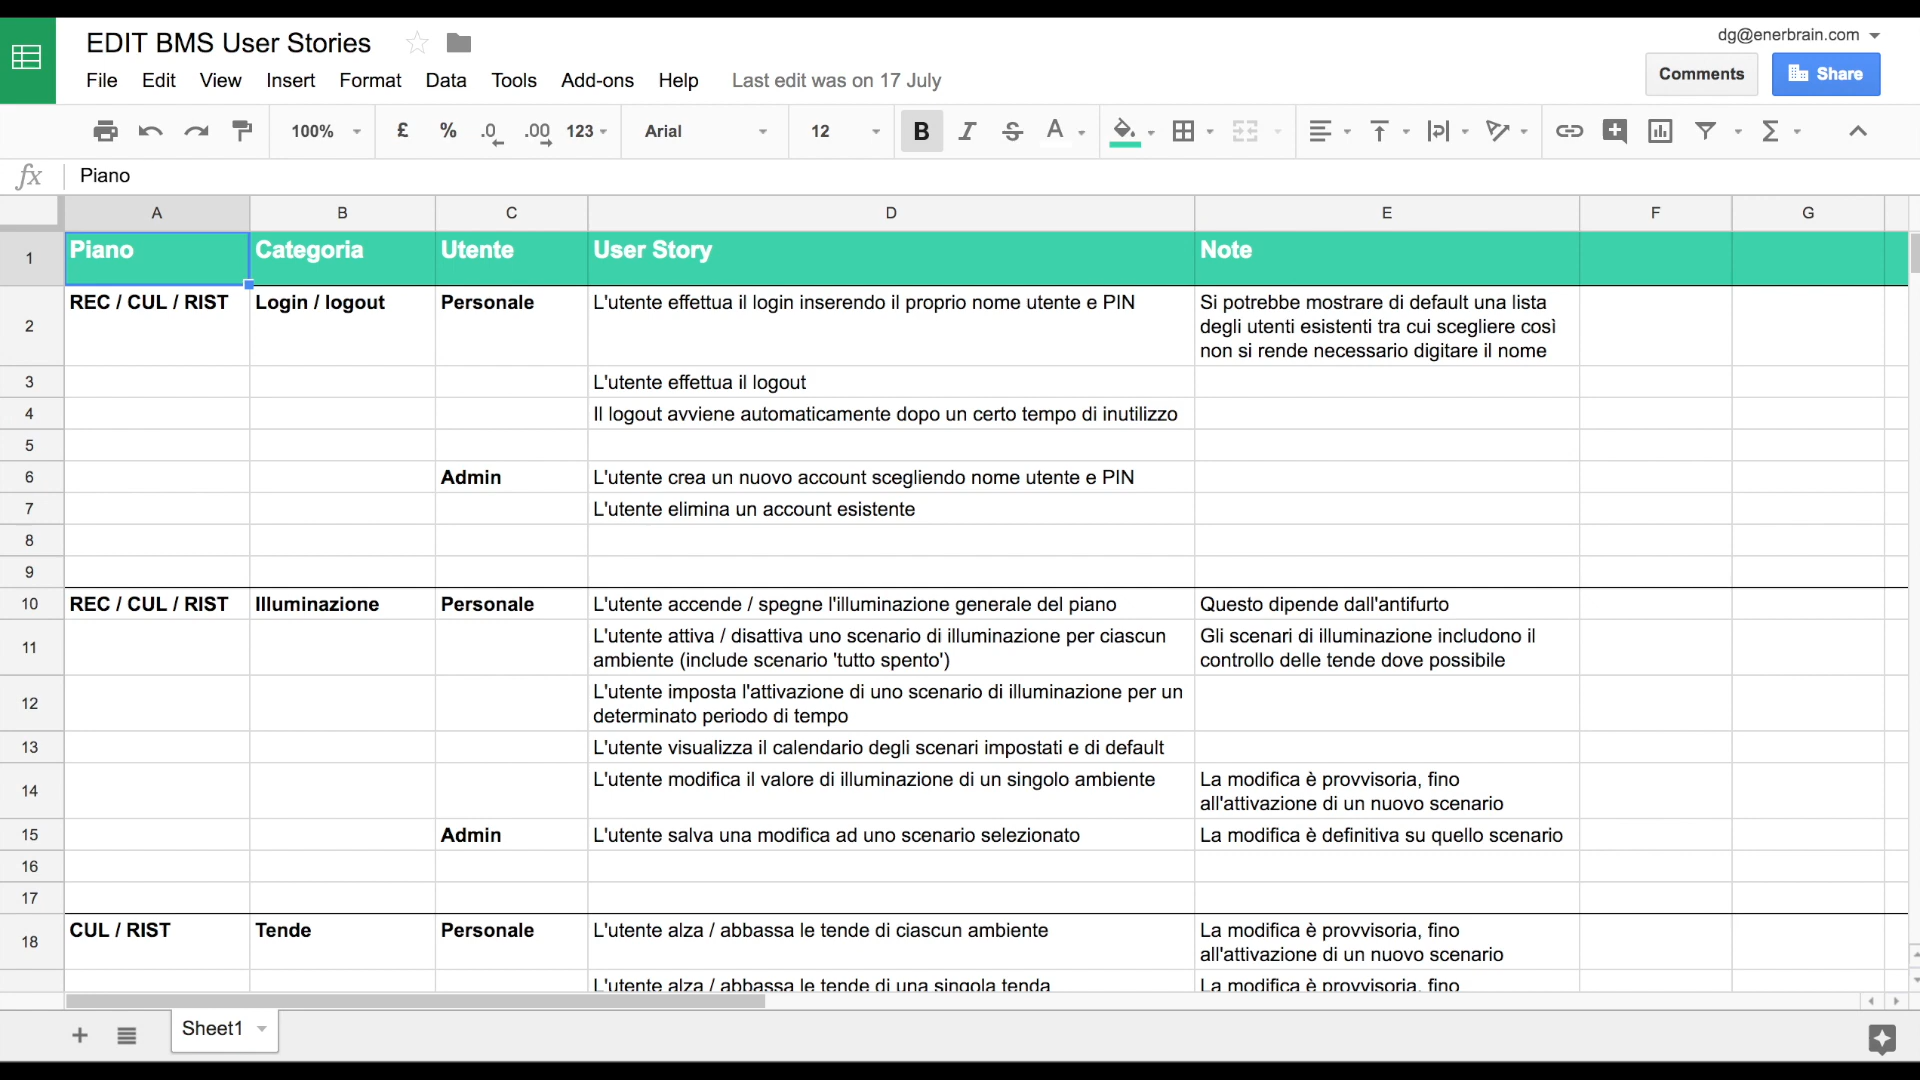 EDIT BMS User Stories
dg@enerbrain.com
File Edit View Insert Format Data Tools Add-ons Help Last edit was on 17 July
Comments
Share
100% £ % .0 .00 123 Arial 12 B I S A Σ
fx Piano
A B C D E F G
1 Piano Categoria Utente User Story Note
2 REC / CUL / RIST Login / logout Personale L'utente effettua il login inserendo il proprio nome utente e PIN Si potrebbe mostrare di default una lista
degli utenti esistenti tra cui scegliere così
non si rende necessario digitare il nome
3 L'utente effettua il logout
4 Il logout avviene automaticamente dopo un certo tempo di inutilizzo
5
6 Admin L'utente crea un nuovo account scegliendo nome utente e PIN
7 L'utente elimina un account esistente
8
9
10 REC / CUL / RIST Illuminazione Personale L'utente accende / spegne l'illuminazione generale del piano Questo dipende dall'antifurto
11 L'utente attiva / disattiva uno scenario di illuminazione per ciascun Gli scenari di illuminazione includono il
ambiente (include scenario 'tutto spento') controllo delle tende dove possibile
12 L'utente imposta l'attivazione di uno scenario di illuminazione per un
determinato periodo di tempo
13 L'utente visualizza il calendario degli scenari impostati e di default
14 L'utente modifica il valore di illuminazione di un singolo ambiente La modifica è provvisoria, fino
all'attivazione di un nuovo scenario
15 Admin L'utente salva una modifica ad uno scenario selezionato La modifica è definitiva su quello scenario
16
17
18 CUL / RIST Tende Personale L'utente alza / abbassa le tende di ciascun ambiente La modifica è provvisoria, fino
all'attivazione di un nuovo scenario
L'utente alza / abbassa le tende di una singola tenda La modifica è provvisoria, fino
Sheet1